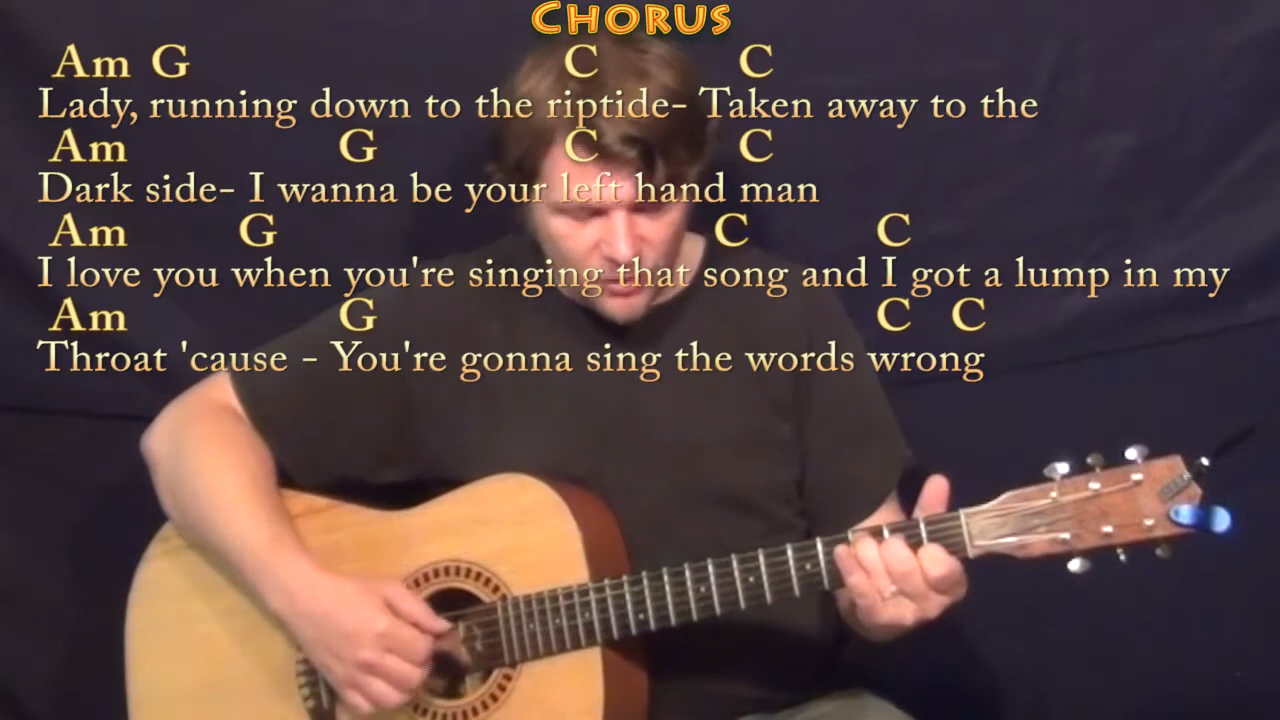 CHORUS
Am G C C
Lady, running down to the riptide- Taken away to the
Am G C C
Dark side- I wanna be your left hand man
Am G C C
I love you when you're singing that song and I got a lump in my
Am G C C
Throat 'cause - You're gonna sing the words wrong